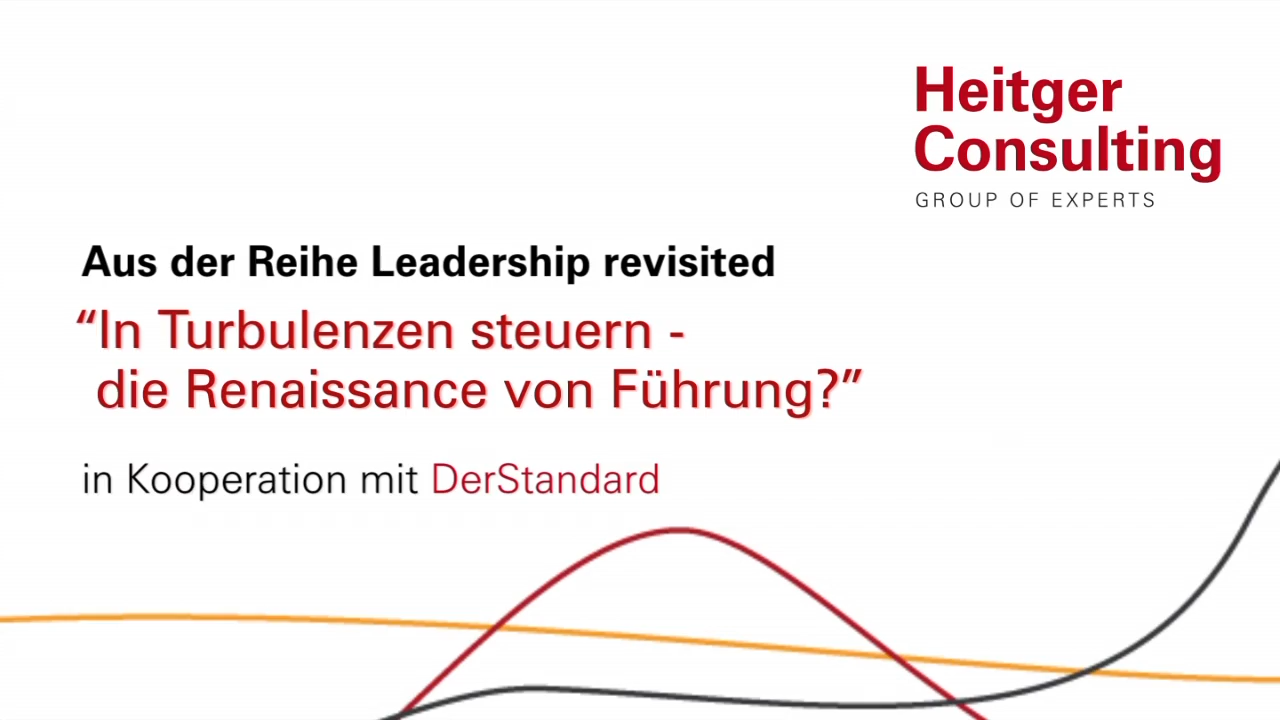 Heitger
Consulting
GROUP OF EXPERTS
Aus der Reihe Leadership revisited
“In Turbulenzen steuern -
die Renaissance von Führung?”
in Kooperation mit DerStandard